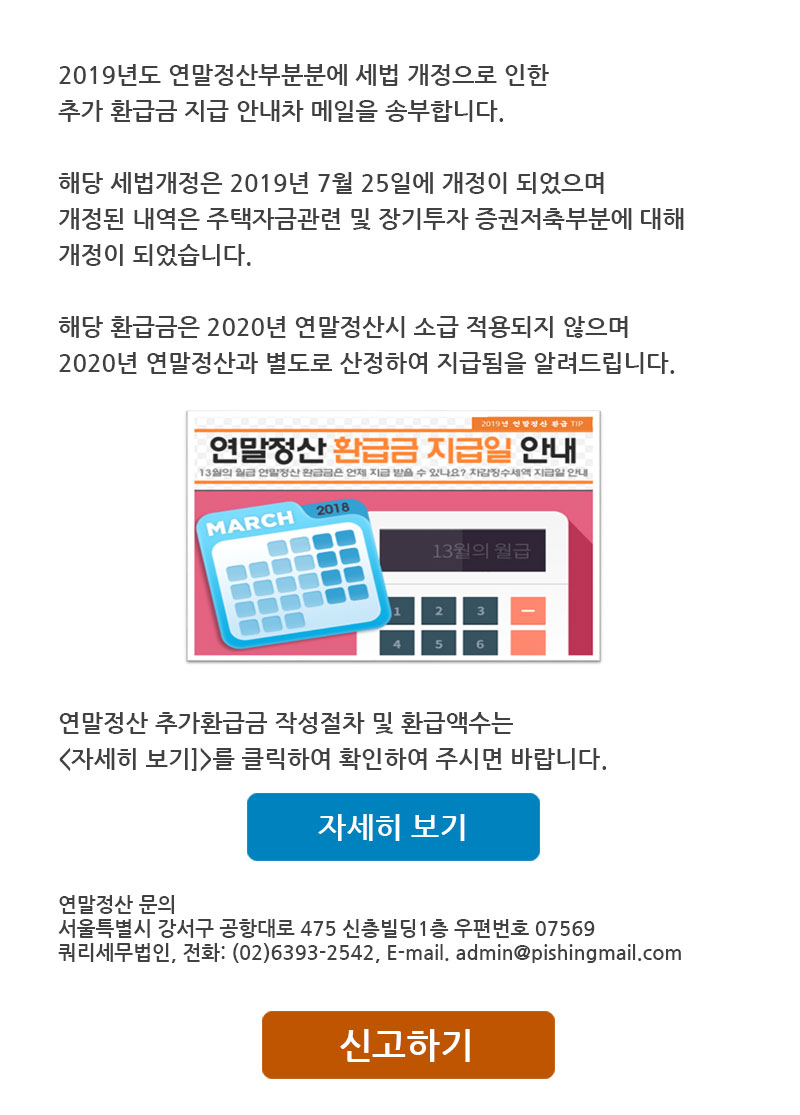 2019년도 연말정산부분분에 세법 개정으로 인한
추가 환급금 지급 안내차 메일을 송부합니다.
해당 세법개정은 2019년 7월 25일에 개정이 되었으며
개정된 내역은 주택자금관련 및 장기투자 증권저축부분에 대해
개정이 되었습니다.
해당 환급금은 2020년 연말정산시 소급 적용되지 않으며
2020년 연말정산과 별도로 산정하여 지급됨을 알려드립니다.
2019년 연말정산 환급 TIP
연말정산 환급금 지급일 안내
13월의 월급 연말정산 환급금은 언제 지급 받을 수 있나요? 차감징수세액 지급일 안내
MARCH 2018
13월의 월급
1 2 3 −
4 5 6
연말정산 추가환급금 작성절차 및 환급액수는
<자세히 보기]>를 클릭하여 확인하여 주시면 바랍니다.
자세히 보기
연말정산 문의
서울특별시 강서구 공항대로 475 신층빌딩1층 우편번호 07569
쿼리세무법인, 전화: (02)6393-2542, E-mail. admin@pishingmail.com
신고하기